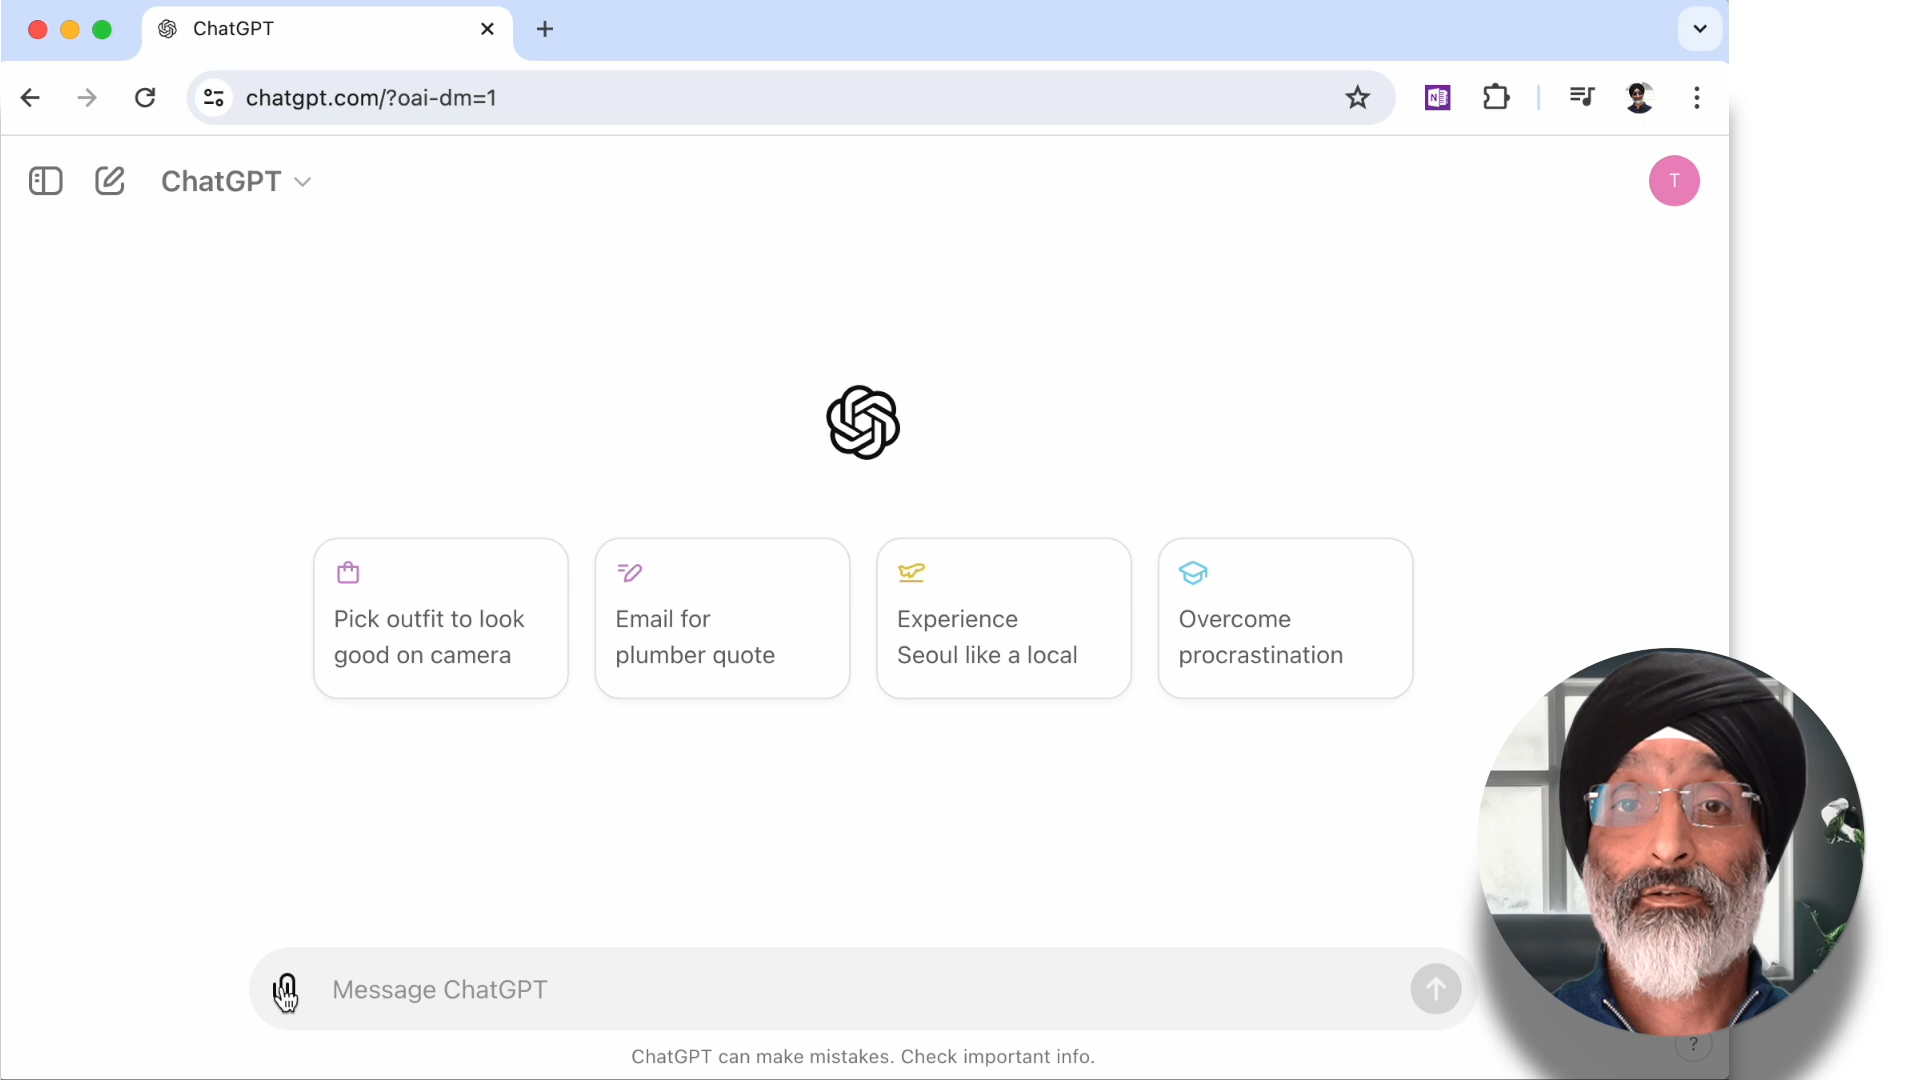 ChatGPT
chatgpt.com/?oai-dm=1
N
ChatGPT
T
Pick outfit to look
good on camera
Email for
plumber quote
Experience
Seoul like a local
Overcome
procrastination
Message ChatGPT
ChatGPT can make mistakes. Check important info.
?